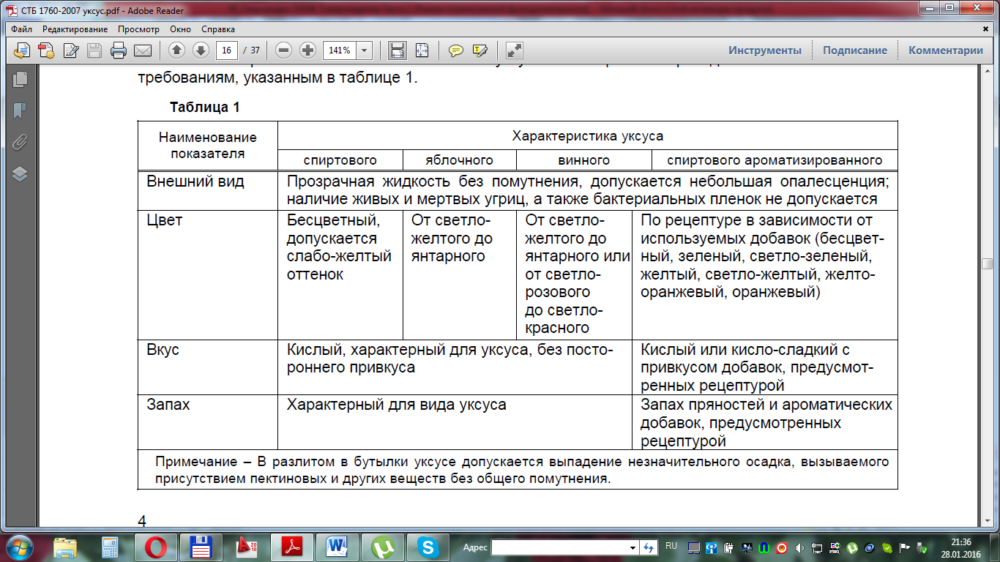 СТБ 1760-2007 уксус.pdf - Adobe Reader
Файл Редактирование Просмотр Окно Справка
16 / 37 141% Инструменты Подписание Комментарии
требованиям, указанным в таблице 1.
Таблица 1
Наименование
показателя
Характеристика уксуса
спиртового яблочного винного спиртового ароматизированного
Внешний вид
Прозрачная жидкость без помутнения, допускается небольшая опалесценция;
наличие живых и мертвых угриц, а также бактериальных пленок не допускается
Цвет
Бесцветный,
допускается
слабо-желтый
оттенок
От светло-
желтого до
янтарного
От светло-
желтого до
янтарного или
от светло-
розового
до светло-
красного
По рецептуре в зависимости от
используемых добавок (бесцвет-
ный, зеленый, светло-зеленый,
желтый, светло-желтый, желто-
оранжевый, оранжевый)
Вкус
Кислый, характерный для уксуса, без посто-
роннего привкуса
Кислый или кисло-сладкий с
привкусом добавок, предусмот-
ренных рецептурой
Запах
Характерный для вида уксуса
Запах пряностей и ароматических
добавок, предусмотренных
рецептурой
Примечание – В разлитом в бутылки уксусе допускается выпадение незначительного осадка, вызываемого
присутствием пектиновых и других веществ без общего помутнения.
4
Адрес RU 21:36
28.01.2016